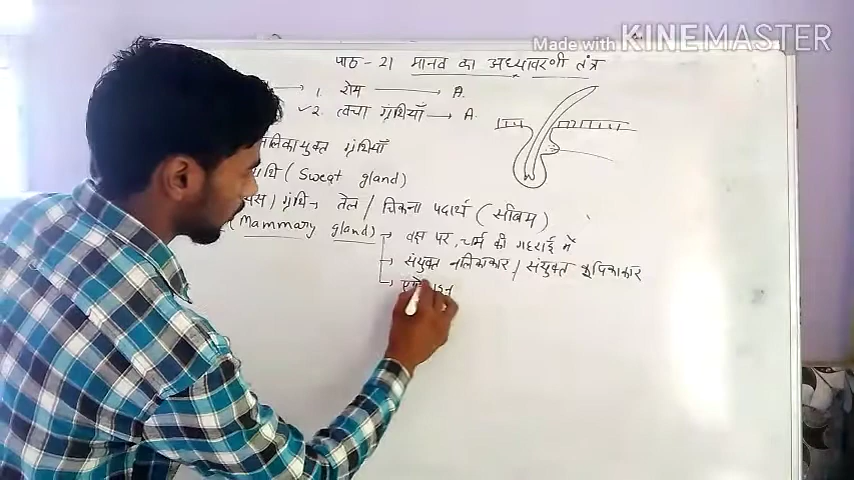 Made with KINEMASTER
पाठ - 21 मानव का अध्यावरणी तंत्र
→ 1. रोम → A.
✓2. त्वचा ग्रंथियाँ → A.
नलिकायुक्त ग्रंथियाँ
(Sweat gland)
ग्रंथि → तेल / चिकना पदार्थ (सीबम)
(Mammary gland) → वक्ष पर, चर्म की गहराई में
→ संयुक्त नलिकाकार / संयुक्त कूपिकाकार